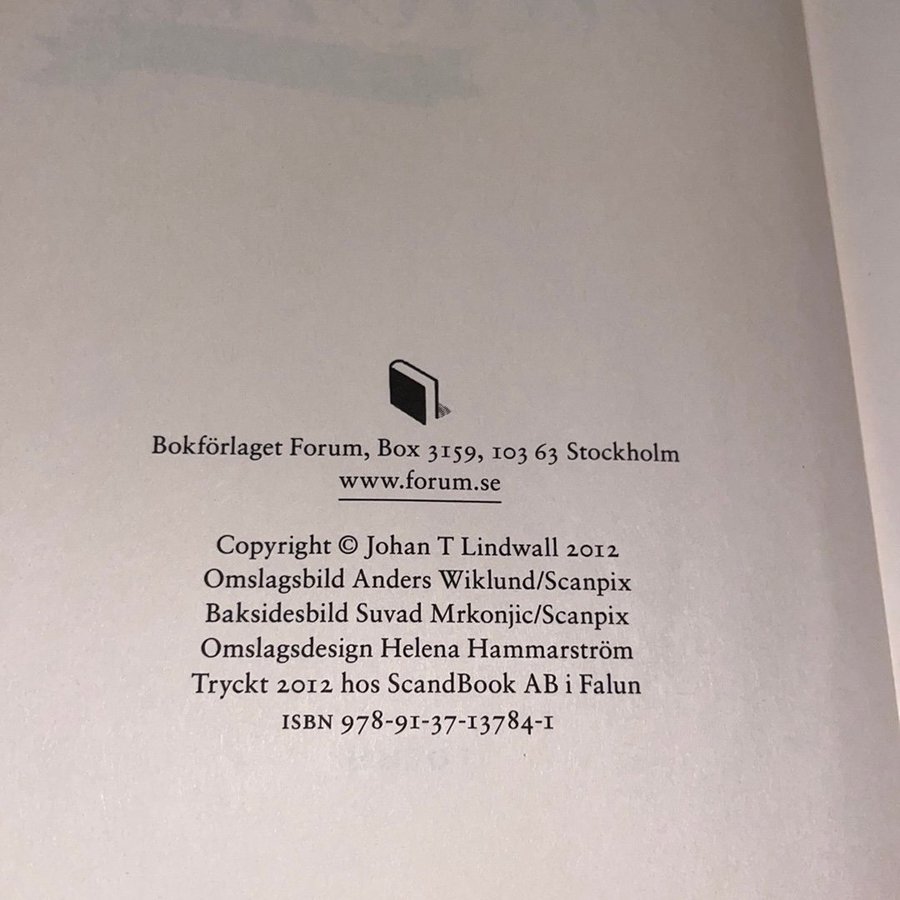 Bokförlaget Forum, Box 3159, 103 63 Stockholm
www.forum.se
Copyright © Johan T Lindwall 2012
Omslagsbild Anders Wiklund/Scanpix
Baksidesbild Suvad Mrkonjic/Scanpix
Omslagsdesign Helena Hammarström
Tryckt 2012 hos ScandBook AB i Falun
ISBN 978-91-37-13784-1